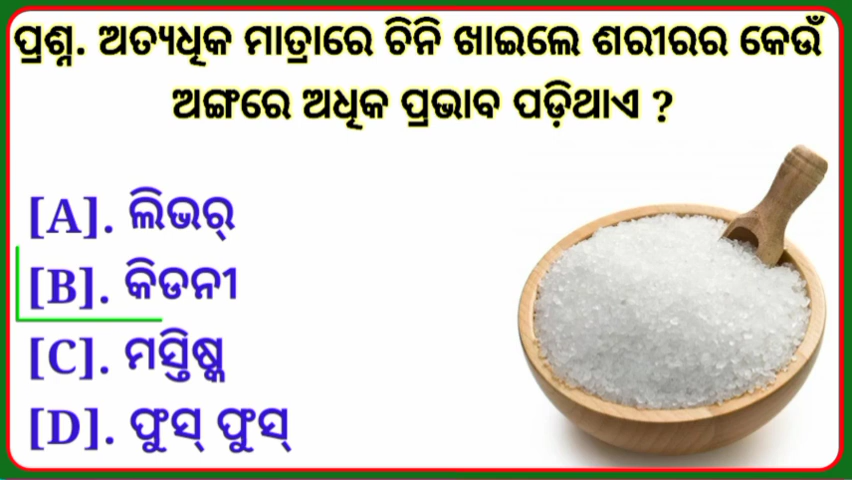 ପ୍ରଶ୍ନ. ଅତ୍ୟଧିକ ମାତ୍ରାରେ ଚିନି ଖାଇଲେ ଶରୀରର କେଉଁ
ଅଙ୍ଗରେ ଅଧିକ ପ୍ରଭାବ ପଡ଼ିଥାଏ ?
[A]. ଲିଭର୍
[B]. କିଡନୀ
[C]. ମସ୍ତିଷ୍କ
[D]. ଫୁସ୍ ଫୁସ୍